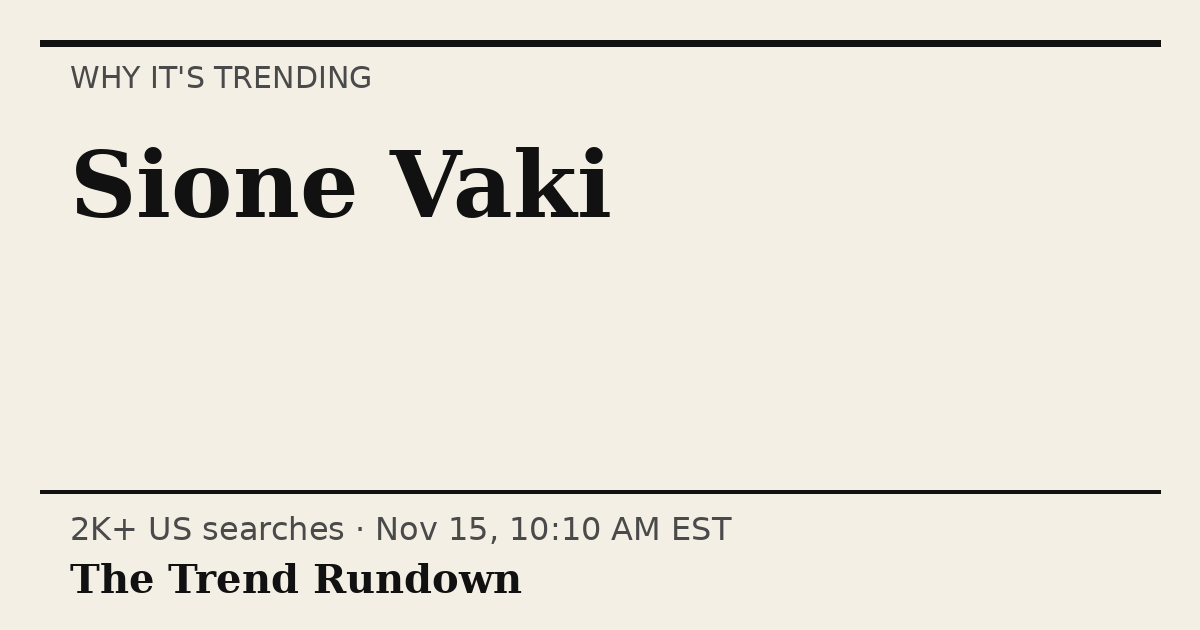 WHY IT'S TRENDING
Sione Vaki
2K+ US searches · Nov 15, 10:10 AM EST
The Trend Rundown